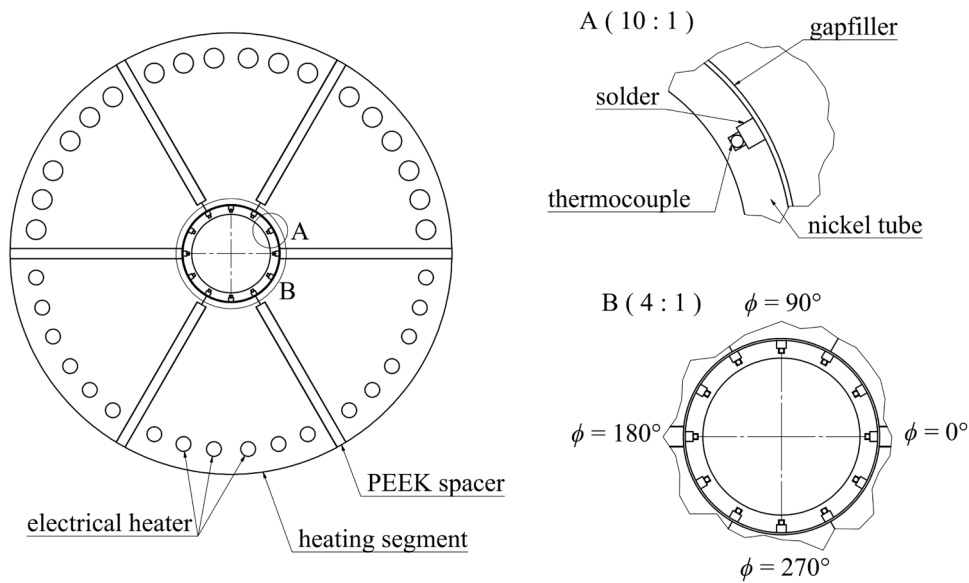 A ( 10 : 1 )
gapfiller
solder
thermocouple
nickel tube
A
B
B ( 4 : 1 )
ϕ = 90°
ϕ = 180°
ϕ = 0°
ϕ = 270°
PEEK spacer
electrical heater
heating segment